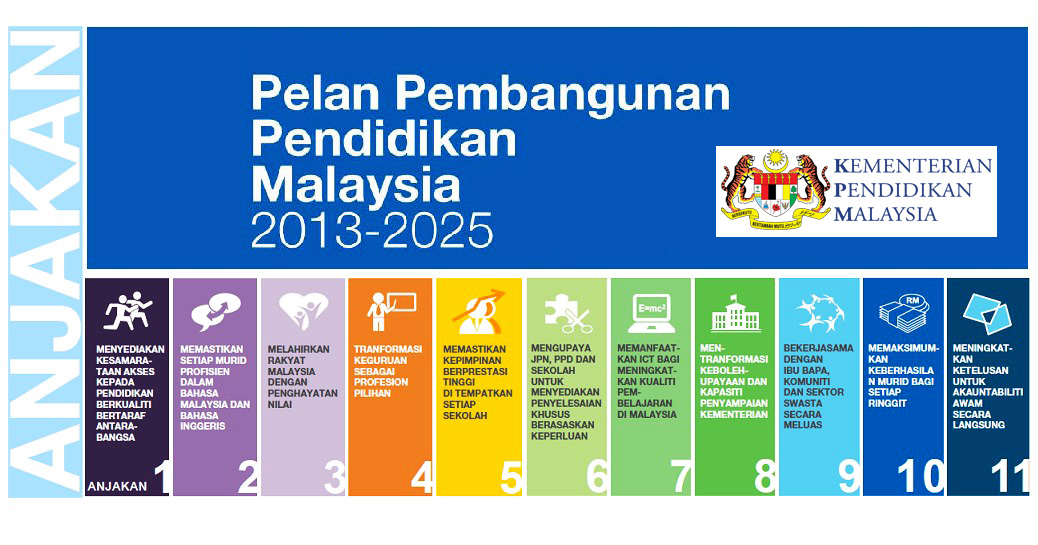 ANJAKAN
Pelan Pembangunan
Pendidikan
Malaysia
2013-2025
KEMENTERIAN
PENDIDIKAN
MALAYSIA
MENYEDIAKAN
KESAMARA-
TAAN AKSES
KEPADA
PENDIDIKAN
BERKUALITI
BERTARAF
ANTARA-
BANGSA
ANJAKAN 1
MEMASTIKAN
SETIAP MURID
PROFISIEN
DALAM
BAHASA
MALAYSIA DAN
BAHASA
INGGERIS
2
MELAHIRKAN
RAKYAT
MALAYSIA
DENGAN
PENGHAYATAN
NILAI
3
TRANFORMASI
KEGURUAN
SEBAGAI
PROFESION
PILIHAN
4
MEMASTIKAN
KEPIMPINAN
BERPRESTASI
TINGGI
DI TEMPATKAN
SETIAP
SEKOLAH
5
MENGUPAYA
JPN, PPD DAN
SEKOLAH
UNTUK
MENYEDIAKAN
PENYELESAIAN
KHUSUS
BERASASKAN
KEPERLUAN
6
E=mc²
MEMANFAAT-
KAN ICT BAGI
MENINGKAT-
KAN KUALITI
PEM-
BELAJARAN
DI MALAYSIA
7
MEN-
TRANFORMASI
KEBOLEH-
UPAYAAN DAN
KAPASITI
PENYAMPAIAN
KEMENTERIAN
8
BEKERJASAMA
DENGAN
IBU BAPA,
KOMUNITI
DAN SEKTOR
SWASTA
SECARA
MELUAS
9
RM
MEMAKSIMUM-
KAN
KEBERHASILA
N MURID BAGI
SETIAP
RINGGIT
10
MENINGKAT-
KAN
KETELUSAN
UNTUK
AKAUNTABILITI
AWAM
SECARA
LANGSUNG
11